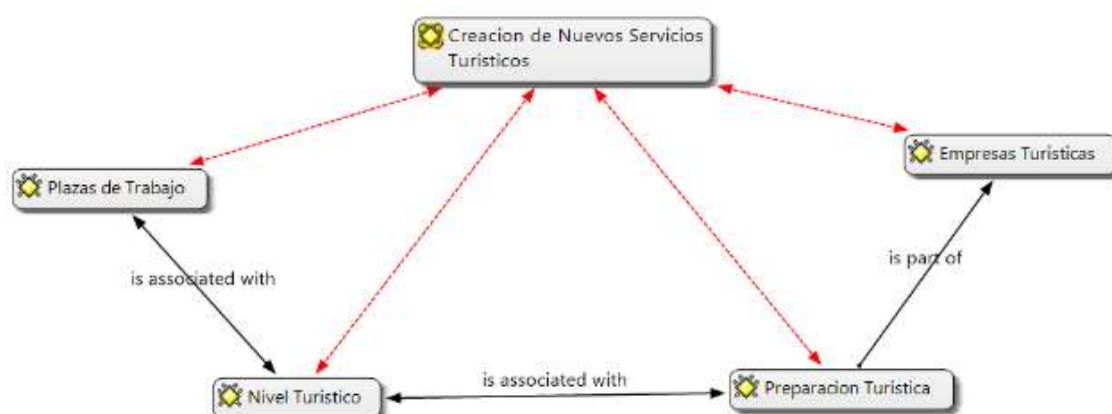 Creacion de Nuevos Servicios
Turisticos
Empresas Turisticas
Plazas de Trabajo
is part of
is associated with
is associated with
Preparacion Turistica
Nivel Turistico